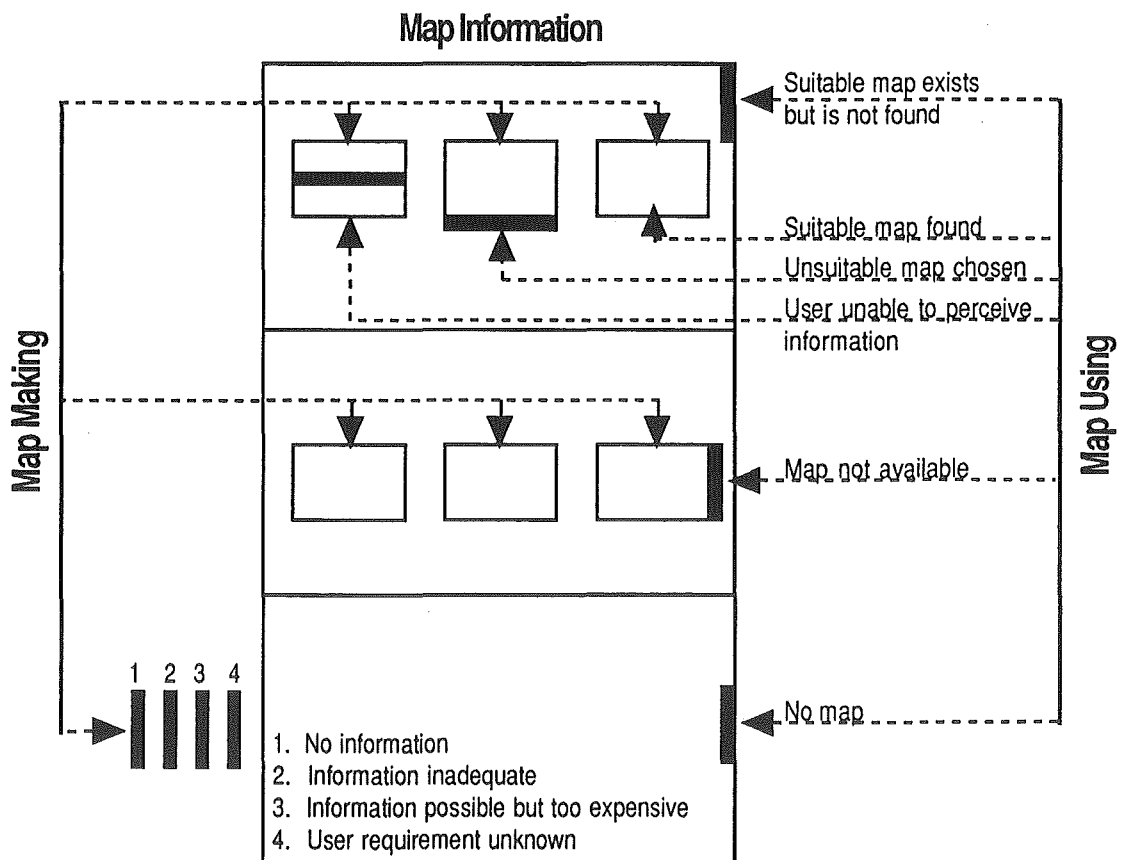 Map Information
Suitable map exists
but is not found
Suitable map found
Unsuitable map chosen
User unable to perceive
information
Map Making
Map Using
Map not available
1 2 3 4
No map
1. No information
2. Information inadequate
3. Information possible but too expensive
4. User requirement unknown